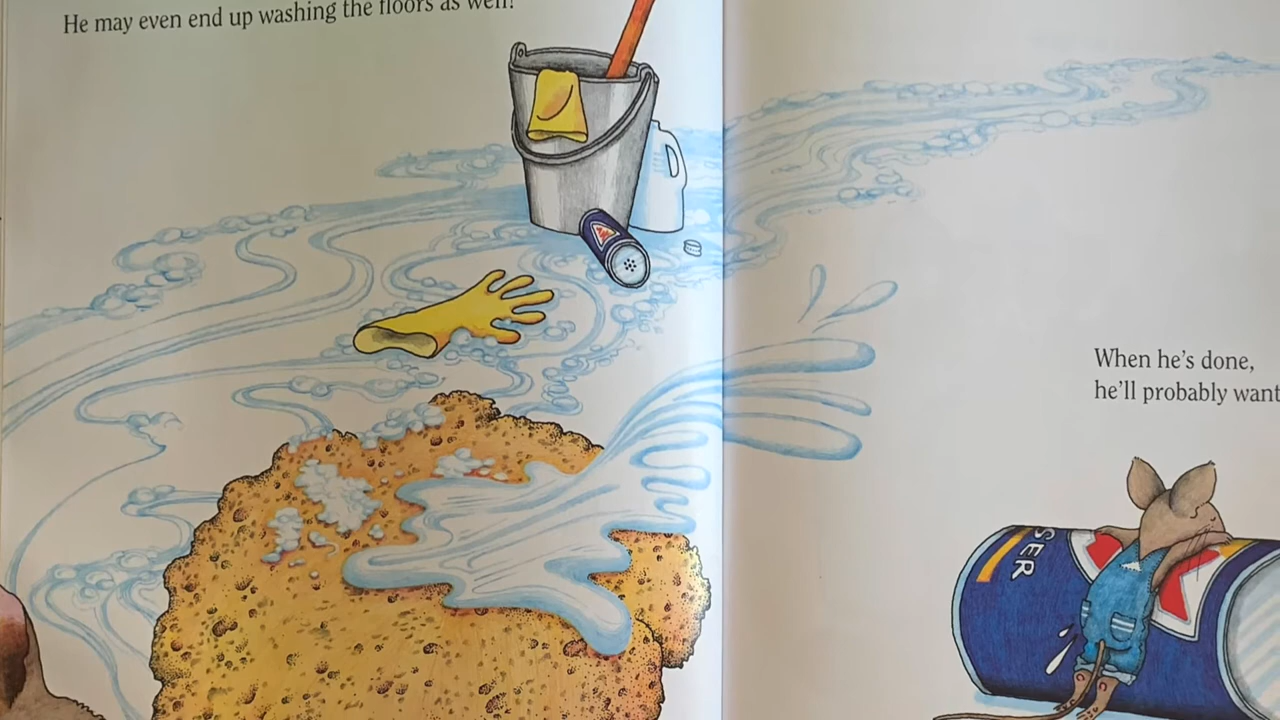 He may even end up washing the floors as well!
When he's done,
he'll probably want
SER